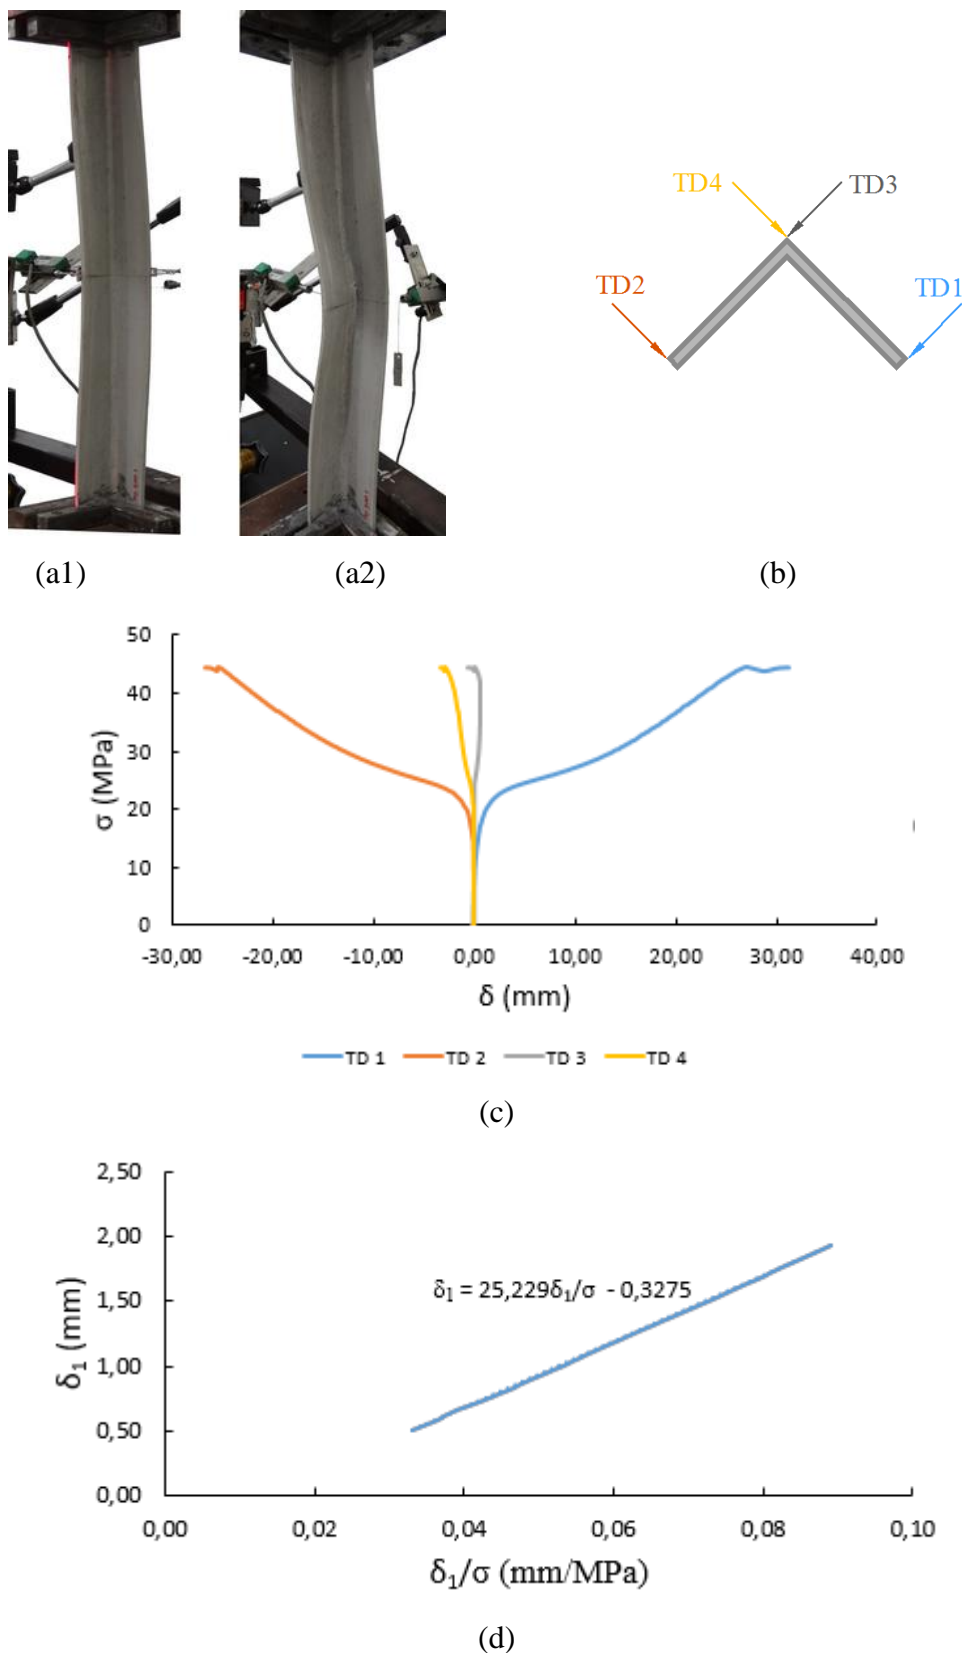 TD4
TD3
TD2
TD1
(a1)
(a2)
(b)
σ (MPa)
50
40
30
20
10
0
-30,00
-20,00
-10,00
0,00
10,00
20,00
30,00
40,00
δ (mm)
TD 1
TD 2
TD 3
TD 4
(c)
δ₁ (mm)
2,50
2,00
1,50
1,00
0,50
0,00
δ₁ = 25,229δ₁/σ - 0,3275
0,00
0,02
0,04
0,06
0,08
0,10
δ₁/σ (mm/MPa)
(d)